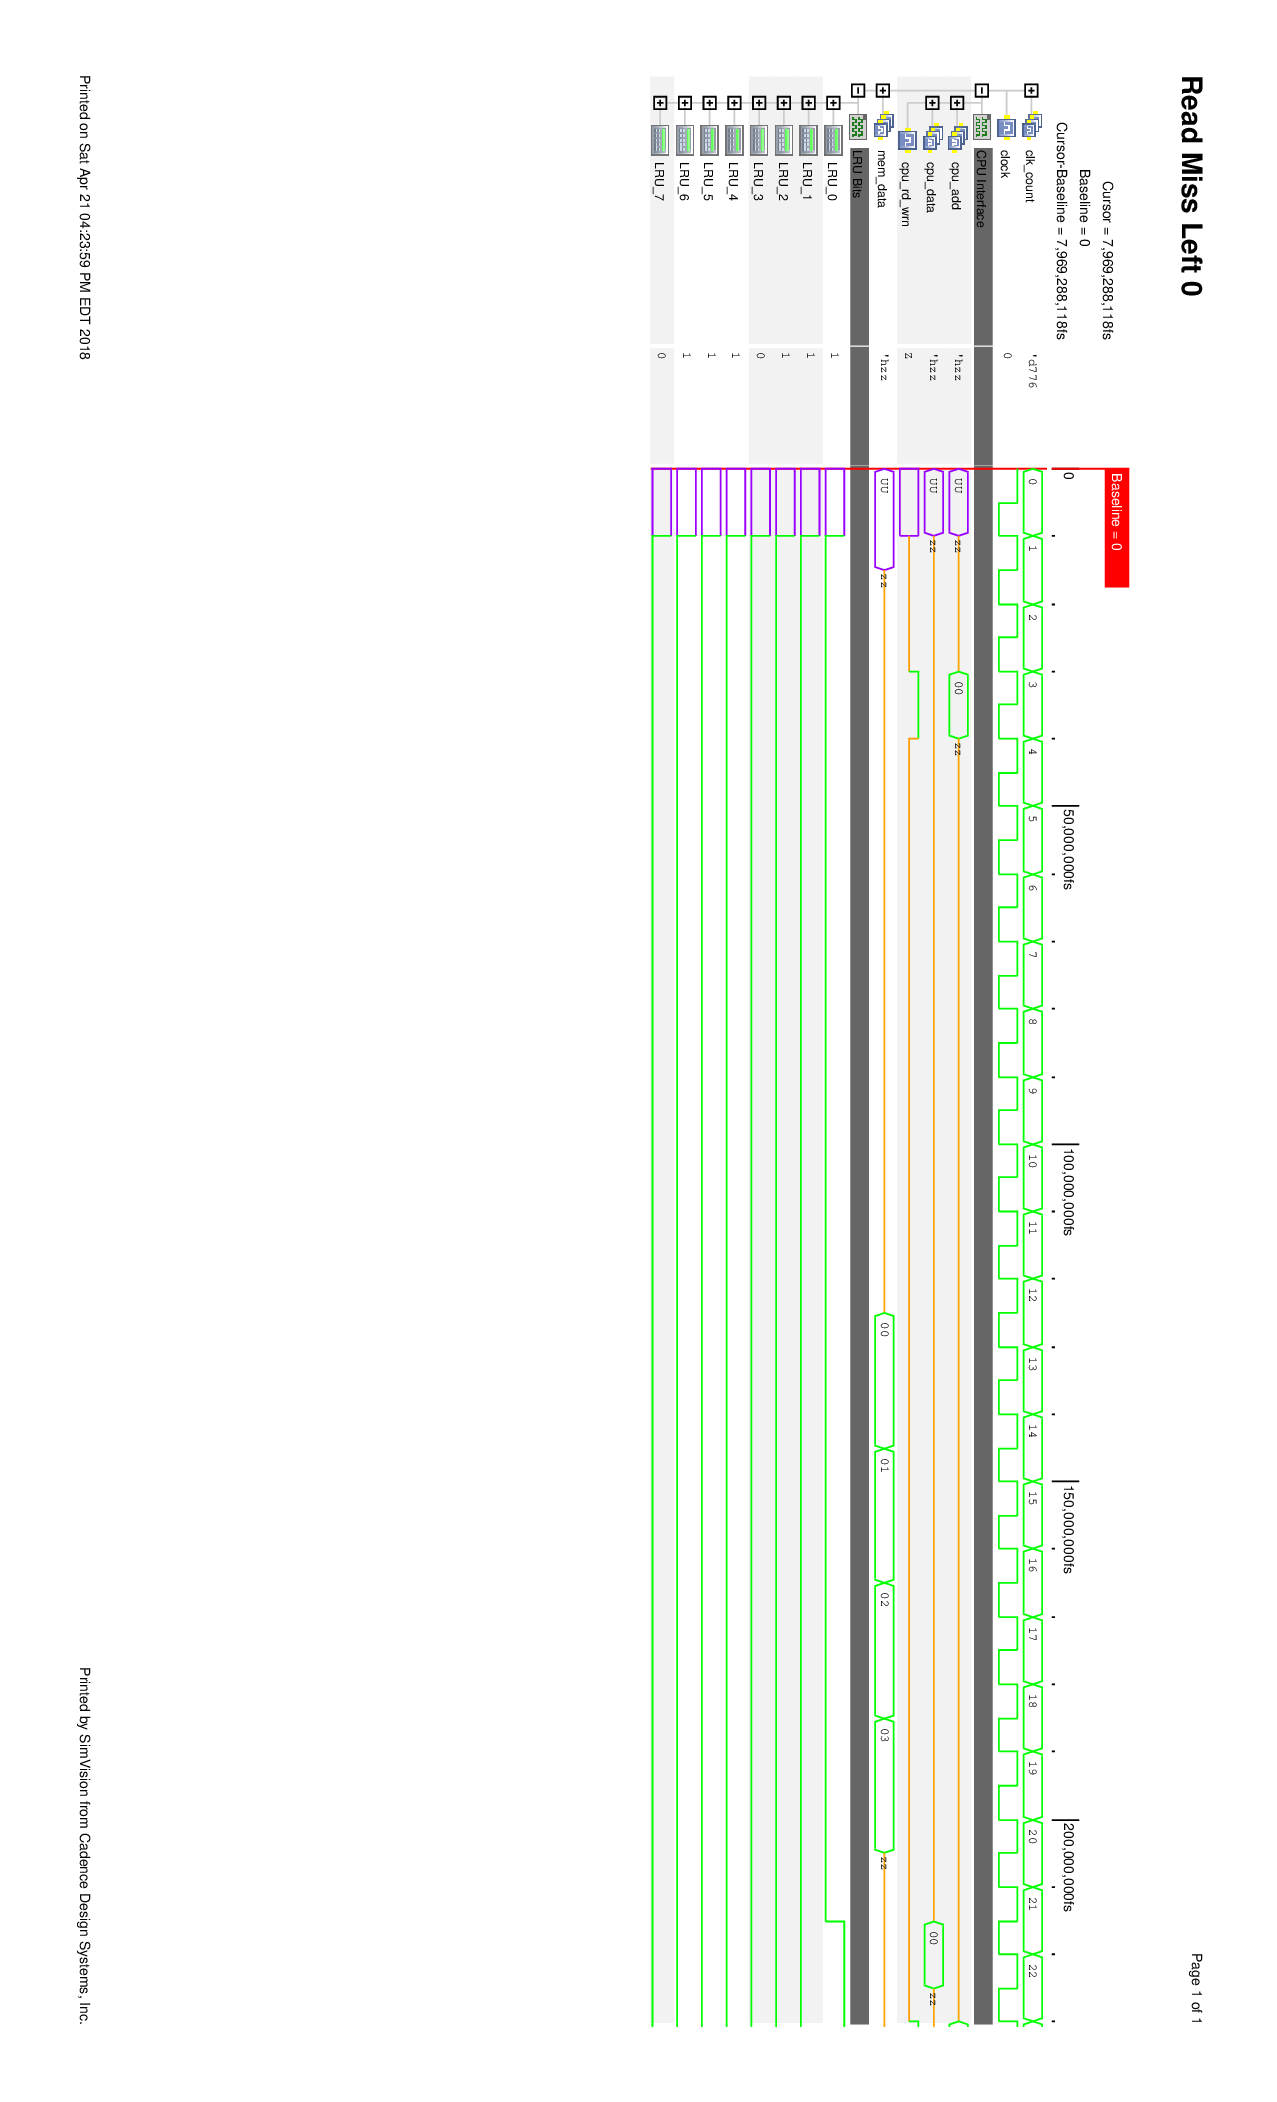 Read Miss Left 0
Page 1 of 1
Cursor = 7,969,288,118fs
Baseline = 0
Cursor-Baseline = 7,969,288,118fs
Baseline = 0
0 50,000,000fs 100,000,000fs 150,000,000fs 200,000,000fs
clk_count 'd776 0 1 2 3 4 5 6 7 8 9 10 11 12 13 14 15 16 17 18 19 20 21 22
clock 0
CPU Interface
cpu_add 'hzz UU zz 00 zz
cpu_data 'hzz UU zz 00 zz
cpu_rd_wrn Z
mem_data 'hzz UU zz 00 01 02 03 zz
LRU Bits
LRU_0 1
LRU_1 1
LRU_2 1
LRU_3 0
LRU_4 1
LRU_5 1
LRU_6 1
LRU_7 0
Printed on Sat Apr 21 04:23:59 PM EDT 2018
Printed by SimVision from Cadence Design Systems, Inc.